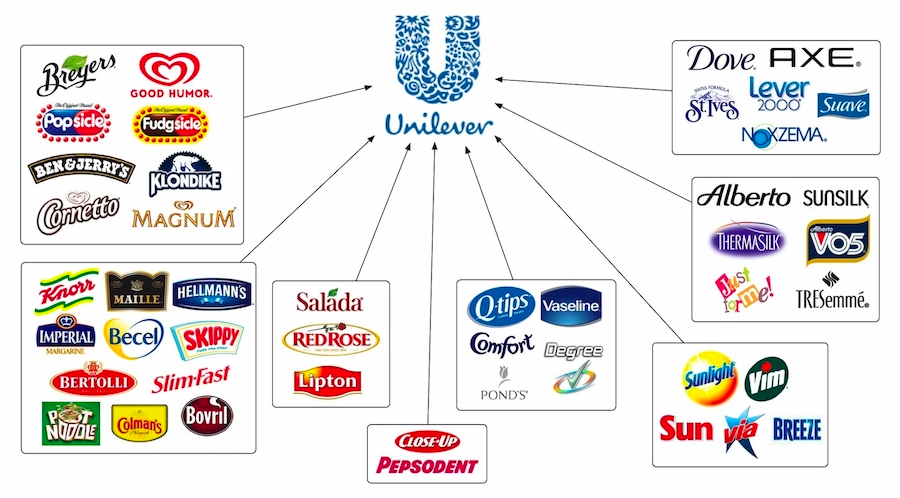 Unilever
Breyers
GOOD HUMOR.
The Original Brand
Popsicle
The Original Brand
Fudgsicle
BEN & JERRY'S
KLONDIKE
Cornetto
MAGNUM
Knorr
MAILLE
HELLMANN'S
IMPERIAL
MARGARINE
Becel
SKIPPY
BERTOLLI
Slim•Fast
POT
NOODLE
Colman's
Bovril
Salada
RED ROSE
Lipton
CLOSE-UP
PEPSODENT
Q-tips
Vaseline
Comfort
Degree
POND'S
Dove AXE
SWISS FORMULA
St.Ives
Lever
2000
Suave
NOXZEMA
Alberto
SUNSILK
THERMASILK
Alberto
VO5
Just
for me!
TRESemmé
Sunlight
Vim
Sun
via
BREEZE